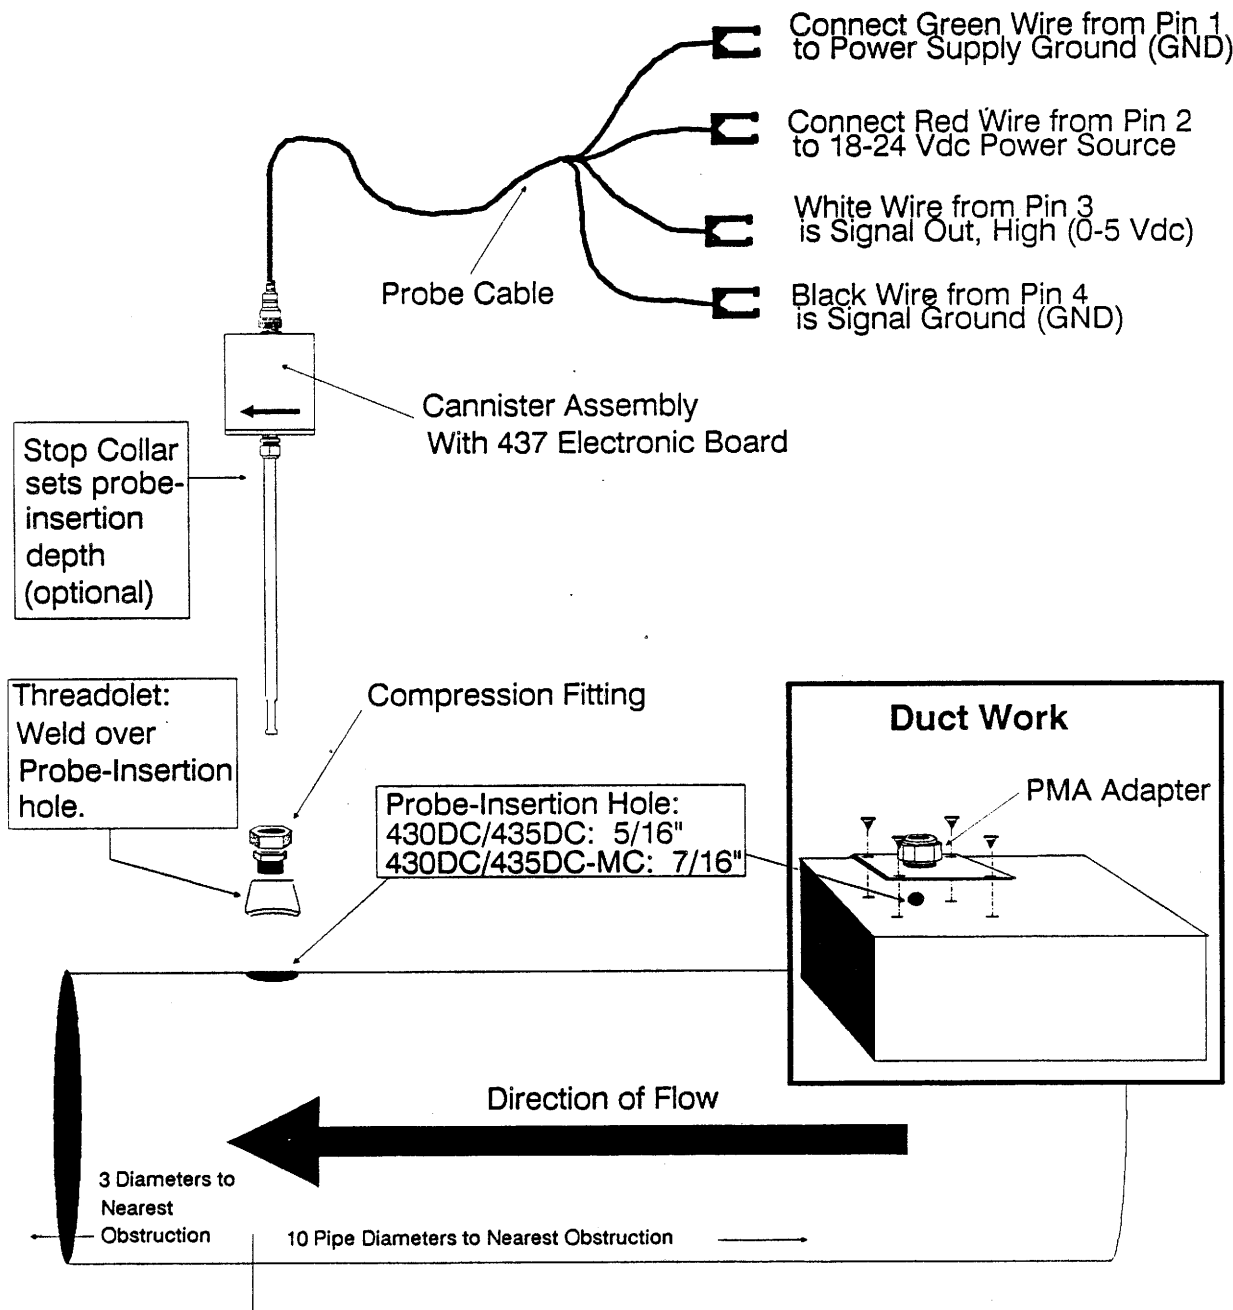 Connect Green Wire from Pin 1
to Power Supply Ground (GND)
Connect Red Wire from Pin 2
to 18-24 Vdc Power Source
White Wire from Pin 3
is Signal Out, High (0-5 Vdc)
Probe Cable
Black Wire from Pin 4
is Signal Ground (GND)
Cannister Assembly
With 437 Electronic Board
Stop Collar
sets probe-
insertion
depth
(optional)
Threadolet:
Weld over
Probe-Insertion
hole.
Compression Fitting
Probe-Insertion Hole:
430DC/435DC: 5/16"
430DC/435DC-MC: 7/16"
Duct Work
PMA Adapter
Direction of Flow
3 Diameters to
Nearest
Obstruction
10 Pipe Diameters to Nearest Obstruction